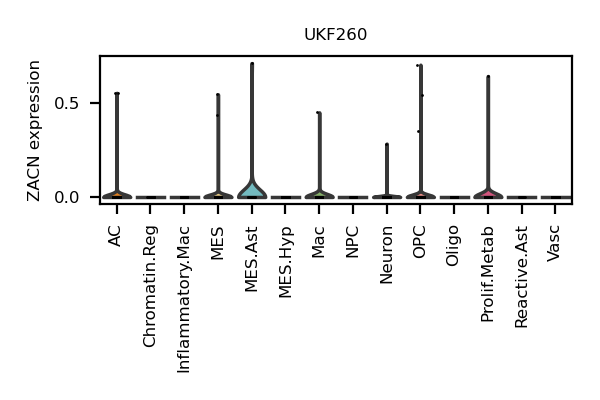 UKF260
ZACN expression
0.5
0.0
AC
Chromatin.Reg
Inflammatory.Mac
MES
MES.Ast
MES.Hyp
Mac
NPC
Neuron
OPC
Oligo
Prolif.Metab
Reactive.Ast
Vasc